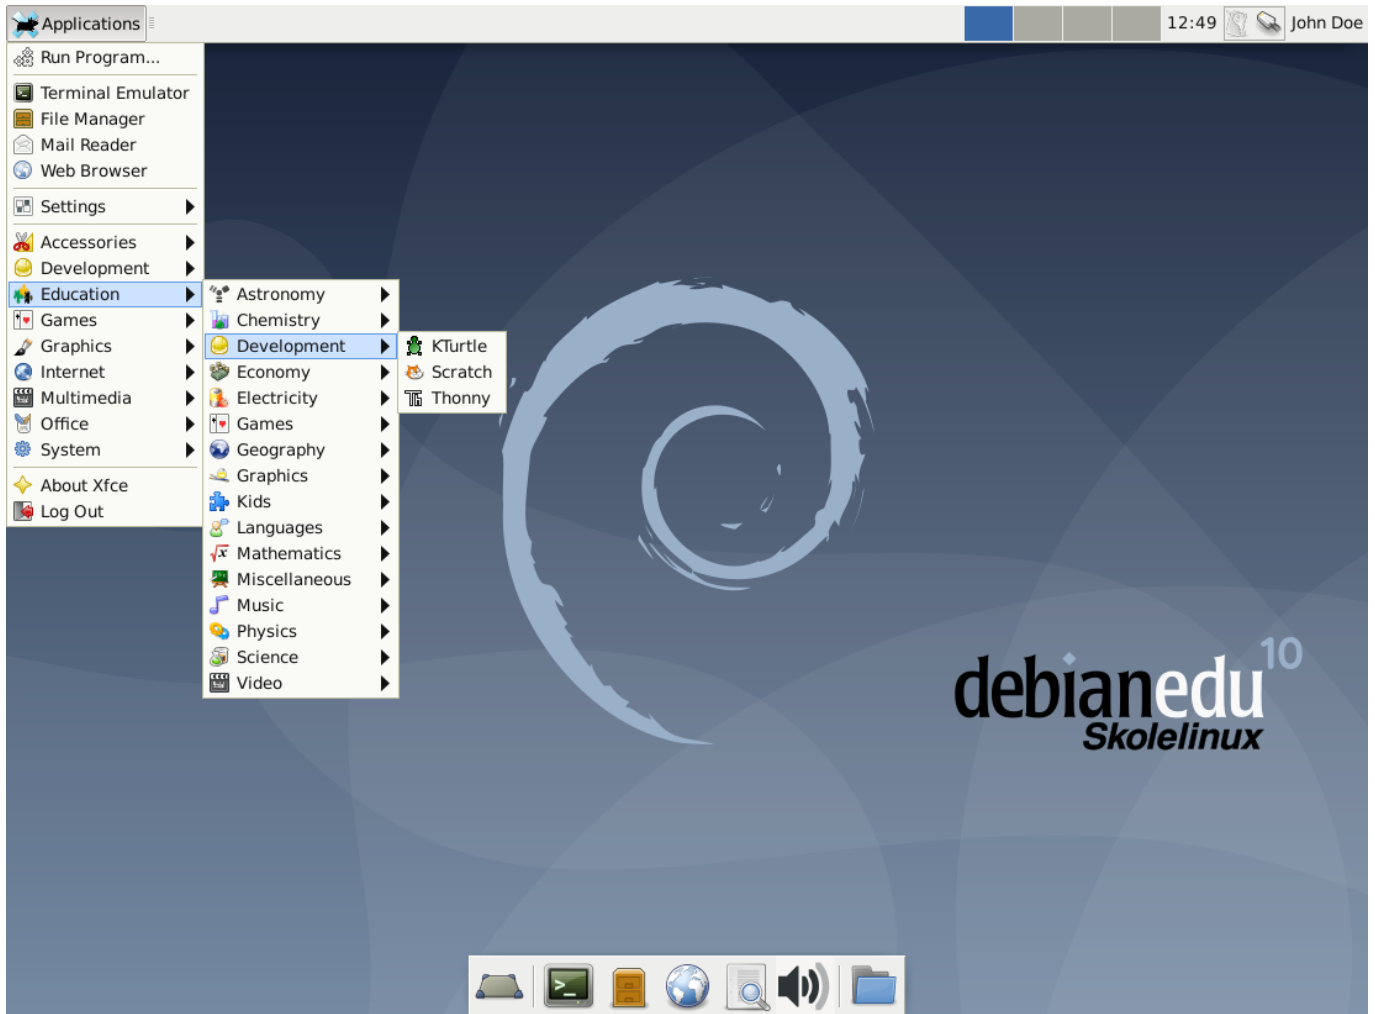 Applications
12:49
John Doe
Run Program...
Terminal Emulator
File Manager
Mail Reader
Web Browser
Settings
Accessories
Development
Education
Games
Graphics
Internet
Multimedia
Office
System
About Xfce
Log Out
Astronomy
Chemistry
Development
Economy
Electricity
Games
Geography
Graphics
Kids
Languages
Mathematics
Miscellaneous
Music
Physics
Science
Video
KTurtle
Scratch
Thonny
debianedu 10
Skolelinux